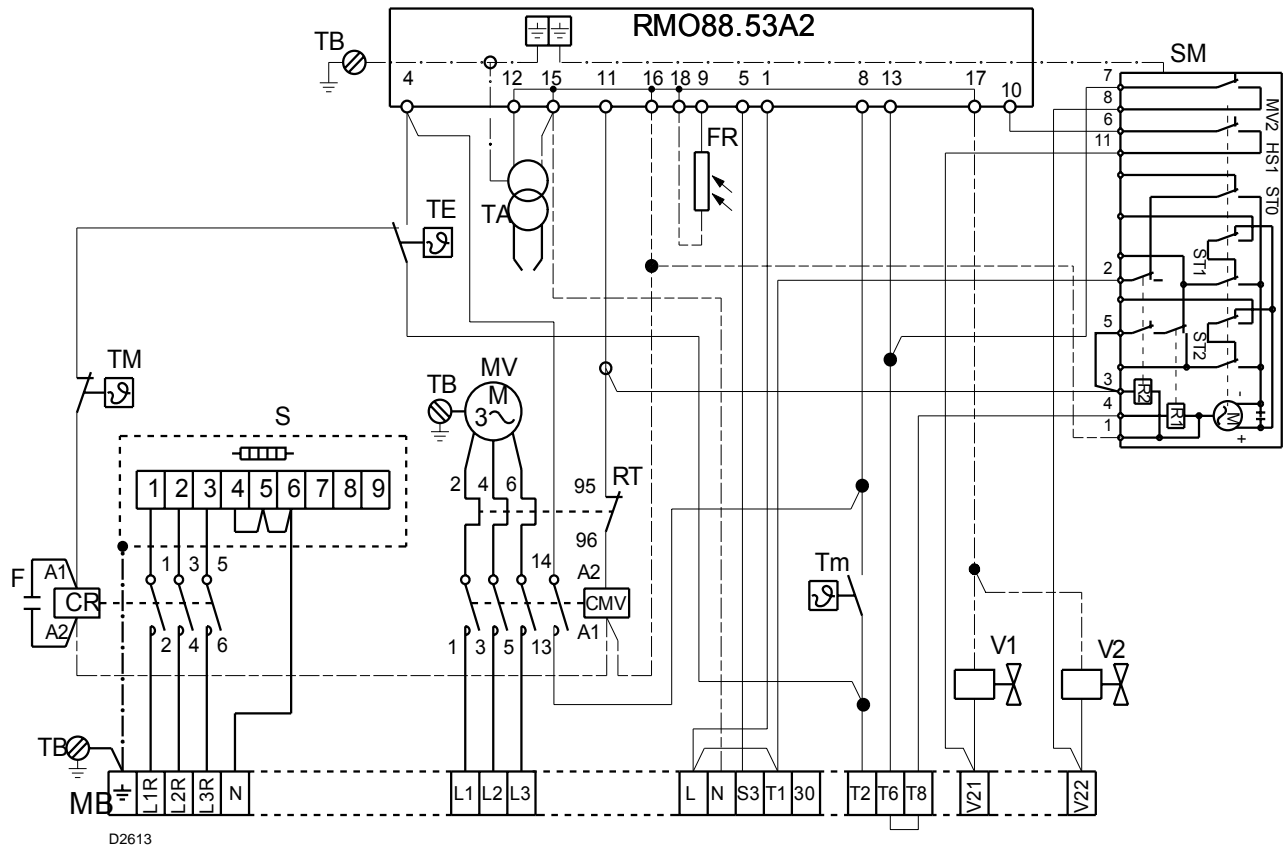 RMO88.53A2
TB
SM
4 12 15 11 16 18 9 5 1 8 13 17 10
7
8
6
11
2
5
3
4
1
MV2 HS1 ST0
ST1
ST2
R2
R1
M
-
+
FR
TE
ϑ
TA
TM
ϑ
TB
MV
M
3~
S
1 2 3 4 5 6 7 8 9
2 4 6
95
RT
96
F
A1
CR
A2
1 3 5
2 4 6
14
A2
CMV
A1
1 3 5 13
Tm
ϑ
V1
V2
TB
MB
L1R L2R L3R N
L1 L2 L3
L N S3 T1 30
T2 T6 T8
V21
V22
D2613